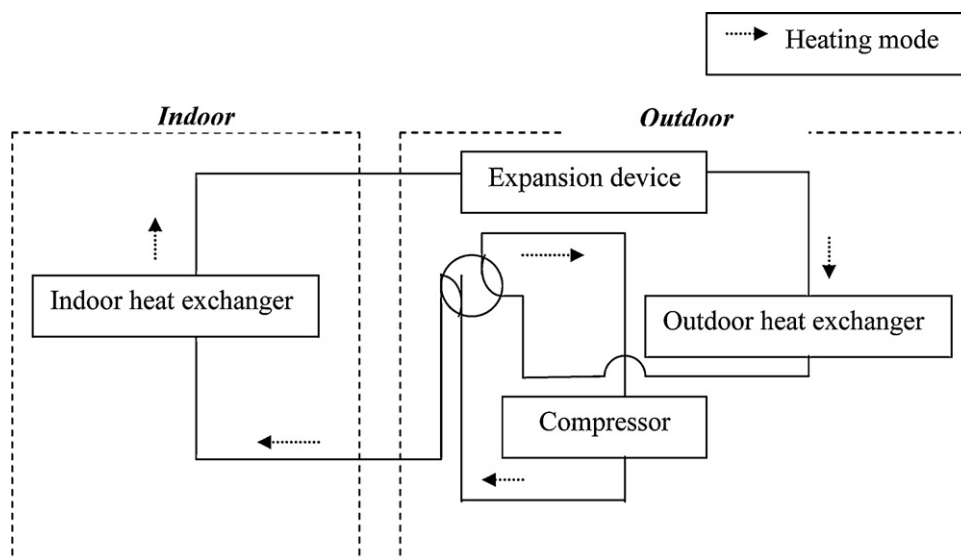 Heating mode
Indoor
Outdoor
Expansion device
Indoor heat exchanger
Outdoor heat exchanger
Compressor